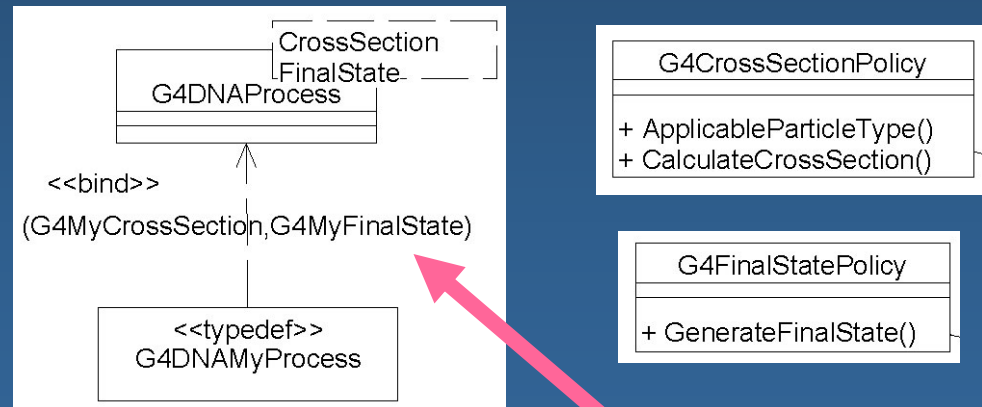 CrossSection
FinalState
G4DNAProcess
<<bind>>
(G4MyCrossSection,G4MyFinalState)
<<typedef>>
G4DNAMyProcess
G4CrossSectionPolicy
+ ApplicableParticleType()
+ CalculateCrossSection()
G4FinalStatePolicy
+ GenerateFinalState()